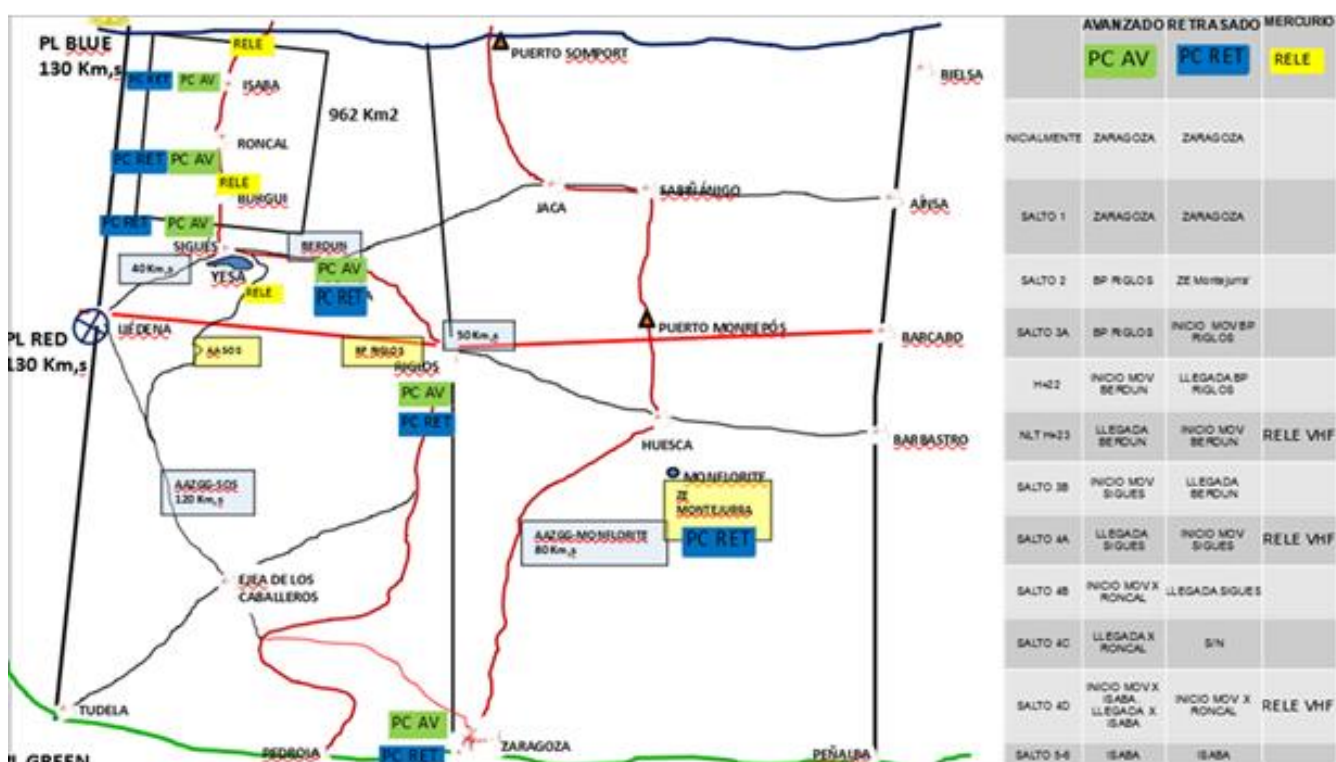 PL BLUE
130 Km,s
RELE
PC RET
PC AV
ISABA
962 Km2
PUERTO SOMPORT
BIELSA
RONCAL
PC RET
PC AV
RELE
BURGUI
JACA
SABIÑÁNIGO
AÍNSA
PC RET
PC AV
SIGUES
BERDUN
40 Km,s
YESA
PC AV
PC RET
RELE
PL RED
130 Km,s
LIÉDENA
AA SOS
BP RIGLOS
RIGLOS
50 Km,s
PUERTO MONREPÓS
BARCABO
PC AV
PC RET
HUESCA
BARBASTRO
AAZGG-SOS
120 Km,s
MONFLORITE
ZE
MONTEJURRA
PC RET
AAZGG-MONFLORITE
80 Km,s
EJEA DE LOS
CABALLEROS
TUDELA
PC AV
PC RET
ZARAGOZA
PEDROLA
PEÑALBA
PL GREEN
AVANZADO RETRASADO MERCURIO
PC AV PC RET RELE
INICIALMENTE ZARAGOZA ZARAGOZA
SALTO 1 ZARAGOZA ZARAGOZA
SALTO 2 BP RIGLOS ZE Montejurra'
SALTO 3A BP RIGLOS INICIO MOV BP
RIGLOS
H+22 INICIO MOV
BERDUN LLEGADA BP
RIGLOS
NLT H+23 LLEGADA
BERDUN INICIO MOV
BERDUN RELE VHF
SALTO 3B INICIO MOV
SIGUES LLEGADA
BERDUN
SALTO 4A LLEGADA
SIGUES INICIO MOV
SIGUES RELE VHF
SALTO 4B INICIO MOV X
RONCAL LLEGADA SIGUES
SALTO 4C LLEGADA X
RONCAL S/N
SALTO 4D INICIO MOV X
ISABA.
LLEGADA X
ISABA INICIO MOV X
RONCAL RELE VHF
SALTO 5-6 ISABA ISABA